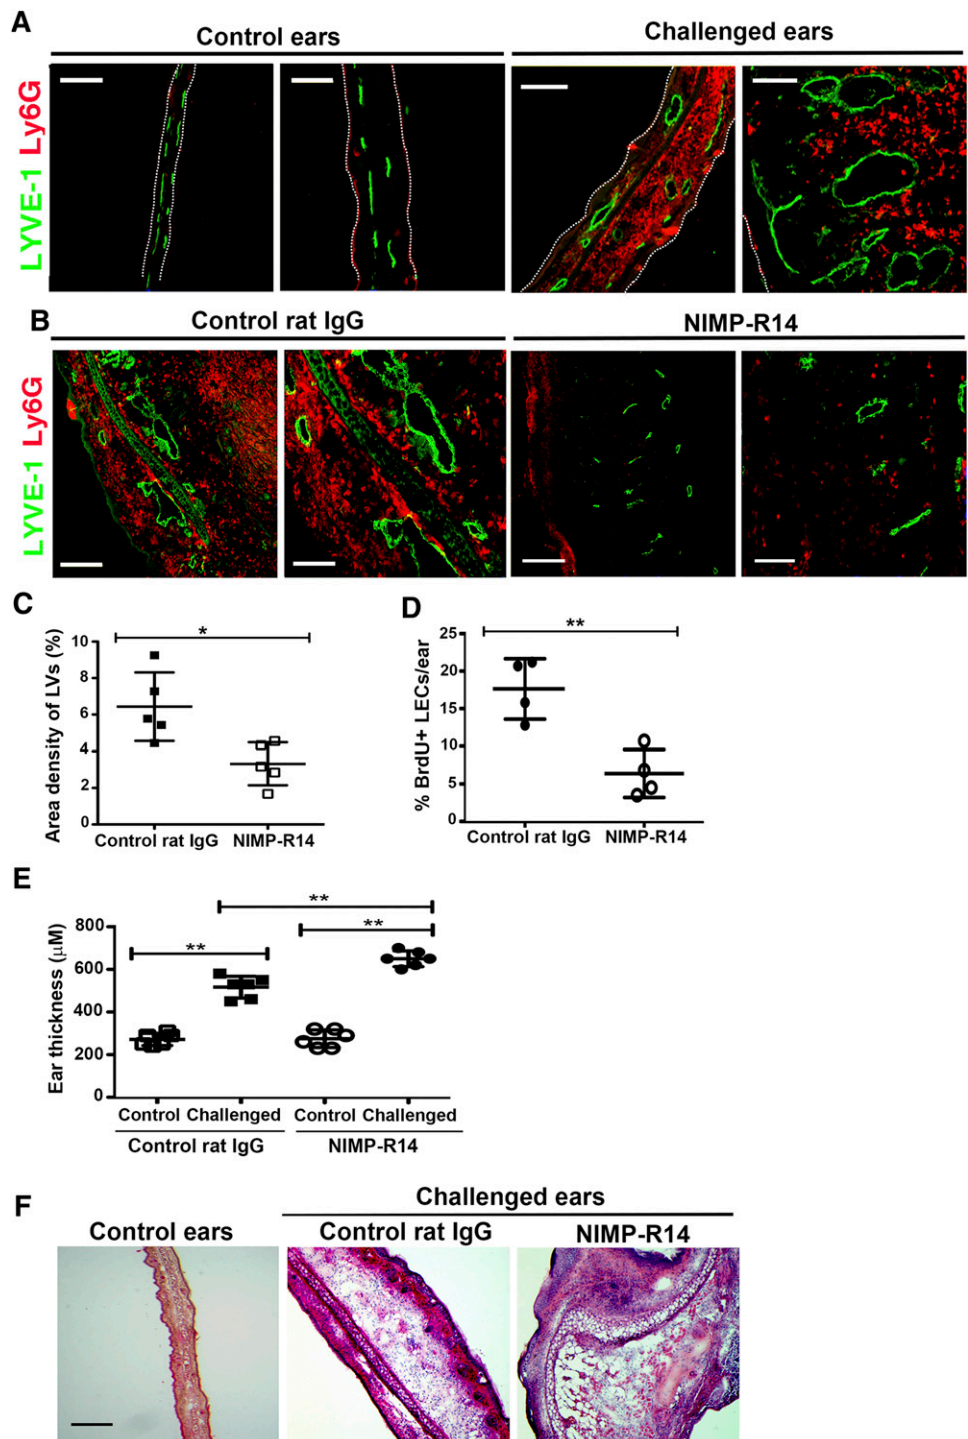 A
Control ears
Challenged ears
LYVE-1 Ly6G
B
Control rat IgG
NIMP-R14
LYVE-1 Ly6G
C
Area density of LVs (%)
10
8
6
4
2
0
*
Control rat IgG
NIMP-R14
D
% BrdU+ LECs/ear
25
20
15
10
5
0
**
Control rat IgG
NIMP-R14
E
Ear thickness (µM)
800
600
400
200
0
**
**
**
Control Challenged
Control Challenged
Control rat IgG
NIMP-R14
F
Challenged ears
Control ears
Control rat IgG
NIMP-R14